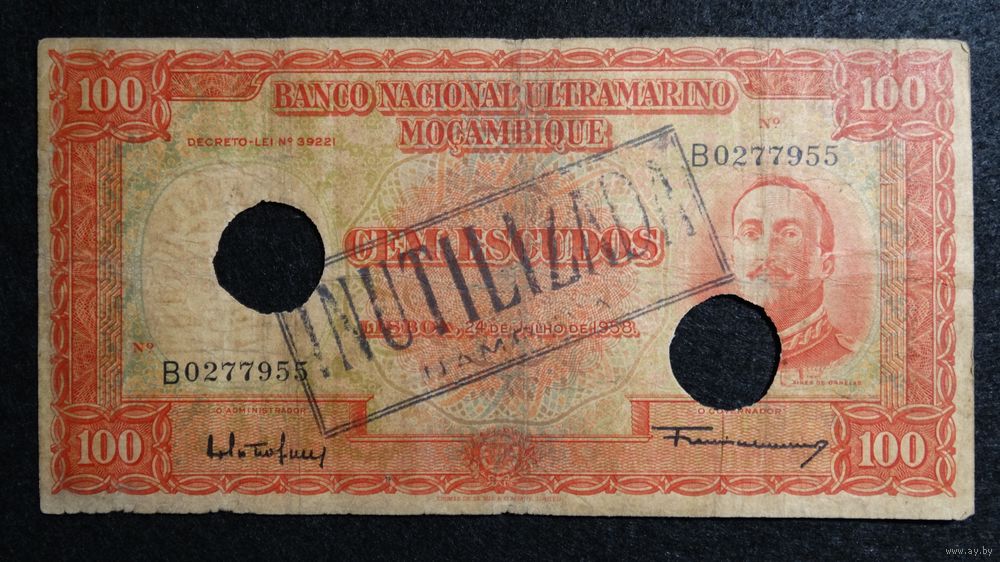 100
100
BANCO NACIONAL ULTRAMARINO
MOÇAMBIQUE
DECRETO-LEI Nº 39221
Nº
B0277955
CEM ESCUDOS
INUTILIZADA
LISBOA, 24 DE JULHO DE 1958
Nº
B0277955
AIRES DE ORNELAS
O ADMINISTRADOR
O GOVERNADOR
100
100
www.ay.by